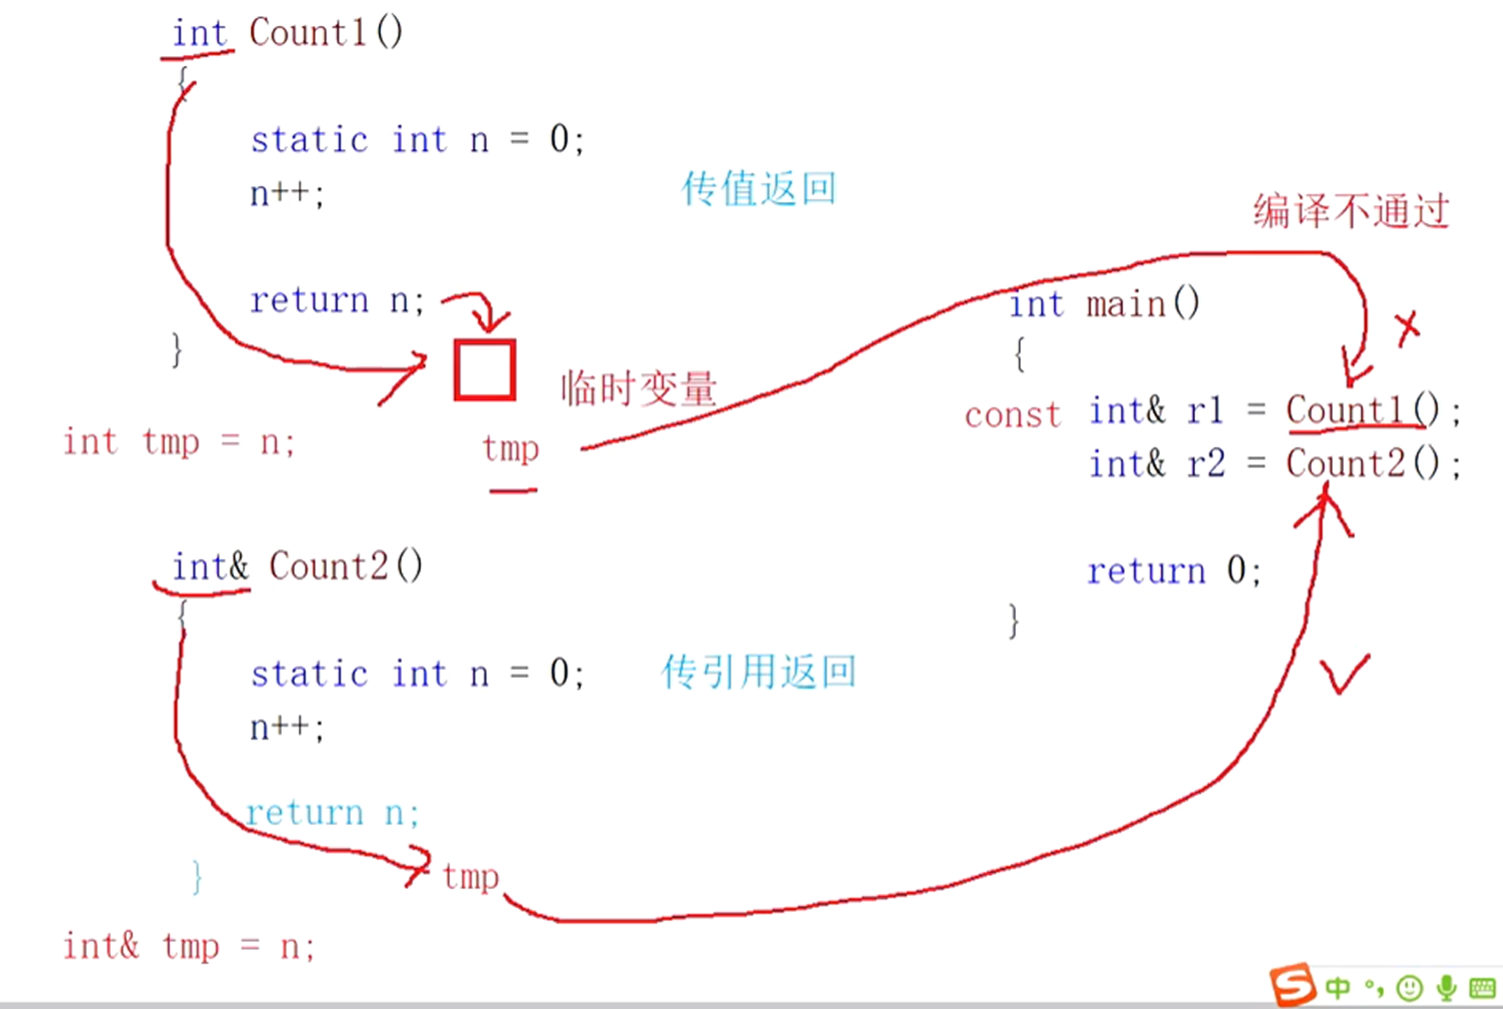 int Count1()
{
static int n = 0;
n++;
传值返回
return n;
}
临时变量
int tmp = n;
tmp
int& Count2()
{
static int n = 0;
传引用返回
n++;
return n;
}
tmp
int& tmp = n;
编译不通过
int main()
{
const int& r1 = Count1();
int& r2 = Count2();
return 0;
}
S中°,